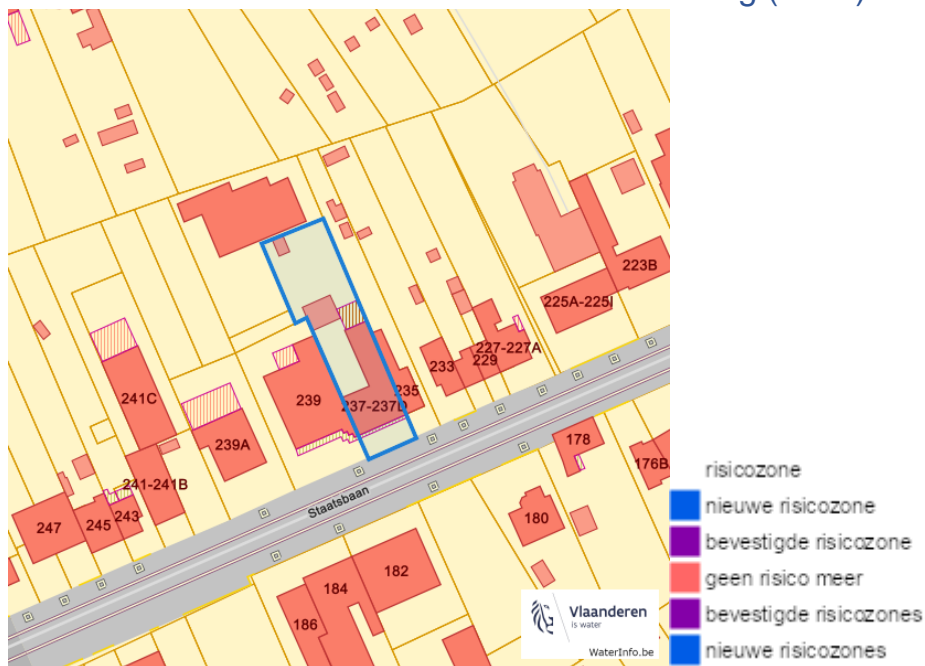 g (
)
223B
225A-225I
227-227A
233
229
241C
239
235
237-237D
239A
178
241-241B
176B
Staatsbaan
247
245
243
180
182
184
186
Vlaanderen
is water
WaterInfo.be
risicozone
nieuwe risicozone
bevestigde risicozone
geen risico meer
bevestigde risicozones
nieuwe risicozones